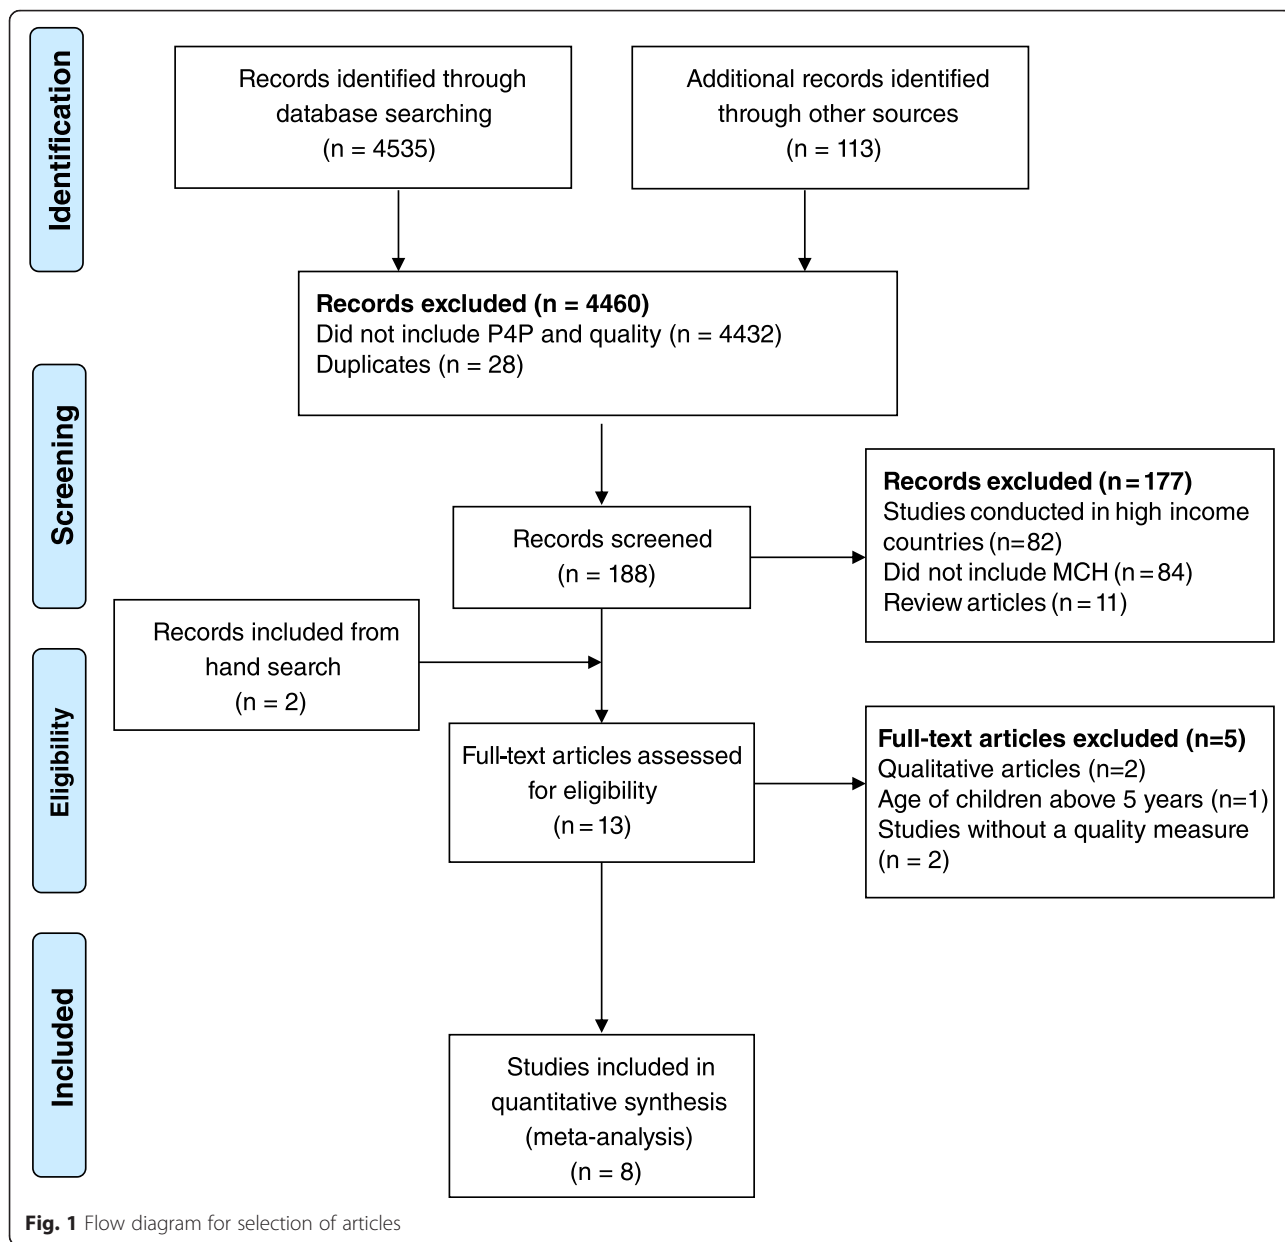 Identification
Records identified through
database searching
(n = 4535)
Additional records identified
through other sources
(n = 113)
Records excluded (n = 4460)
Did not include P4P and quality (n = 4432)
Duplicates (n = 28)
Screening
Records screened
(n = 188)
Records excluded (n = 177)
Studies conducted in high income
countries (n=82)
Did not include MCH (n = 84)
Review articles (n = 11)
Records included from
hand search
(n = 2)
Eligibility
Full-text articles assessed
for eligibility
(n = 13)
Full-text articles excluded (n=5)
Qualitative articles (n=2)
Age of children above 5 years (n=1)
Studies without a quality measure
(n = 2)
Included
Studies included in
quantitative synthesis
(meta-analysis)
(n = 8)
Fig. 1 Flow diagram for selection of articles